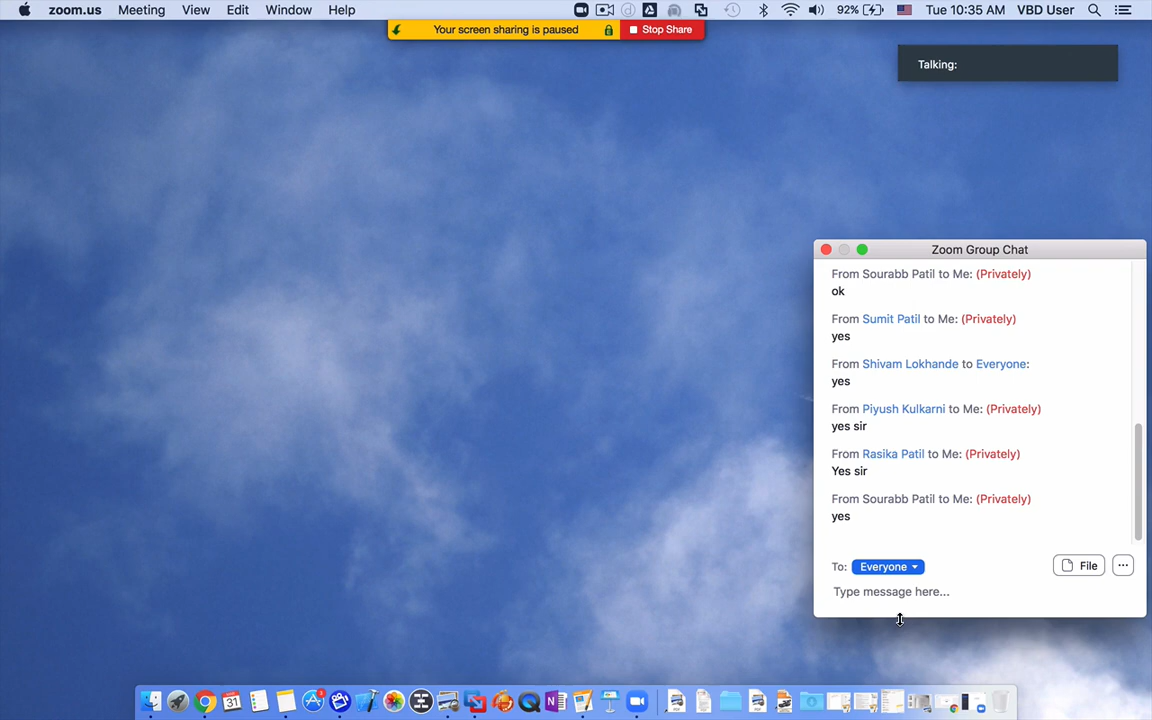 zoom.us Meeting View Edit Window Help 92% Tue 10:35 AM VBD User
Your screen sharing is paused Stop Share
Talking:
Zoom Group Chat
From Sourabb Patil to Me: (Privately)
ok
From Sumit Patil to Me: (Privately)
yes
From Shivam Lokhande to Everyone:
yes
From Piyush Kulkarni to Me: (Privately)
yes sir
From Rasika Patil to Me: (Privately)
Yes sir
From Sourabb Patil to Me: (Privately)
yes
To: Everyone File
Type message here...
31